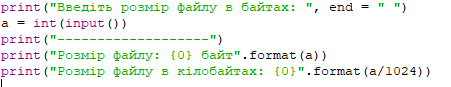 print("Введіть розмір файлу в байтах: ", end = " ")
a = int(input())
print("-------------------")
print("Розмір файлу: {0} байт".format(a))
print("Розмір файлу в кілобайтах: {0}".format(a/1024))